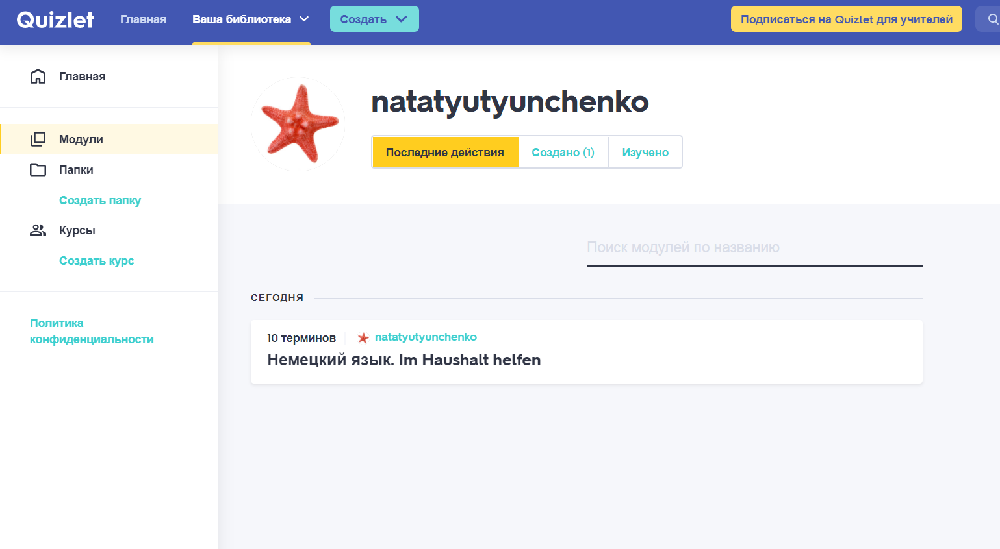 Quizlet
Главная
Ваша библиотека
Создать
Подписаться на Quizlet для учителей
Главная
Модули
Папки
Создать папку
Курсы
Создать курс
Политика
конфиденциальности
natatyutyunchenko
Последние действия
Создано (1)
Изучено
Поиск модулей по названию
СЕГОДНЯ
10 терминов
natatyutyunchenko
Немецкий язык. Im Haushalt helfen